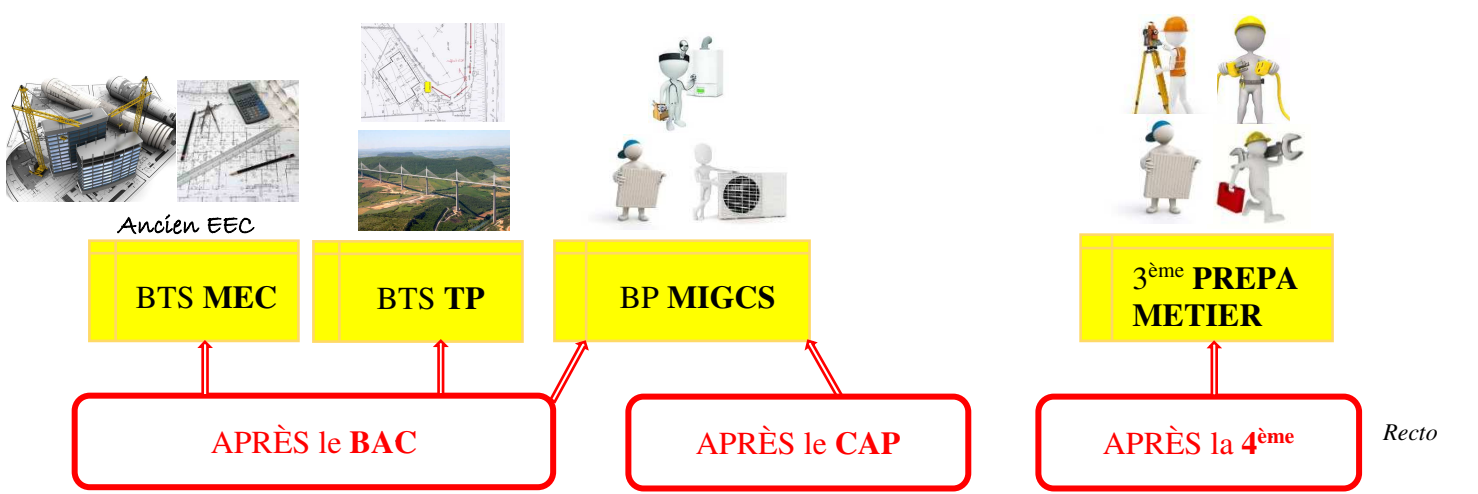 Ancien EEC
BTS MEC
BTS TP
BP MIGCS
3ème PREPA
METIER
APRÈS le BAC
APRÈS le CAP
APRÈS la 4ème
Recto